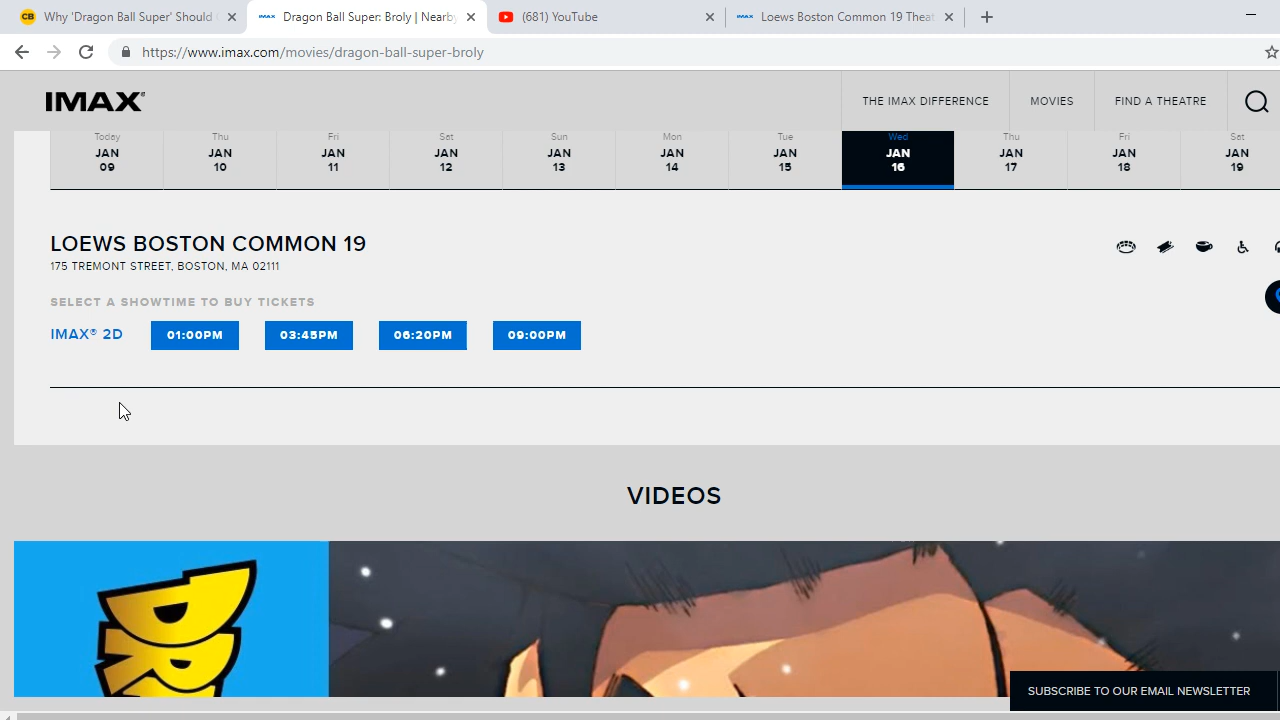 CB Why 'Dragon Ball Super' Should
IMAX Dragon Ball Super: Broly | Nearby
(681) YouTube
IMAX Loews Boston Common 19 Theat
https://www.imax.com/movies/dragon-ball-super-broly
IMAX®
THE IMAX DIFFERENCE
MOVIES
FIND A THEATRE
Today JAN 09
Thu JAN 10
Fri JAN 11
Sat JAN 12
Sun JAN 13
Mon JAN 14
Tue JAN 15
Wed JAN 16
Thu JAN 17
Fri JAN 18
Sat JAN 19
LOEWS BOSTON COMMON 19
175 TREMONT STREET, BOSTON, MA 02111
SELECT A SHOWTIME TO BUY TICKETS
IMAX® 2D 01:00PM 03:45PM 06:20PM 09:00PM
VIDEOS
SUBSCRIBE TO OUR EMAIL NEWSLETTER